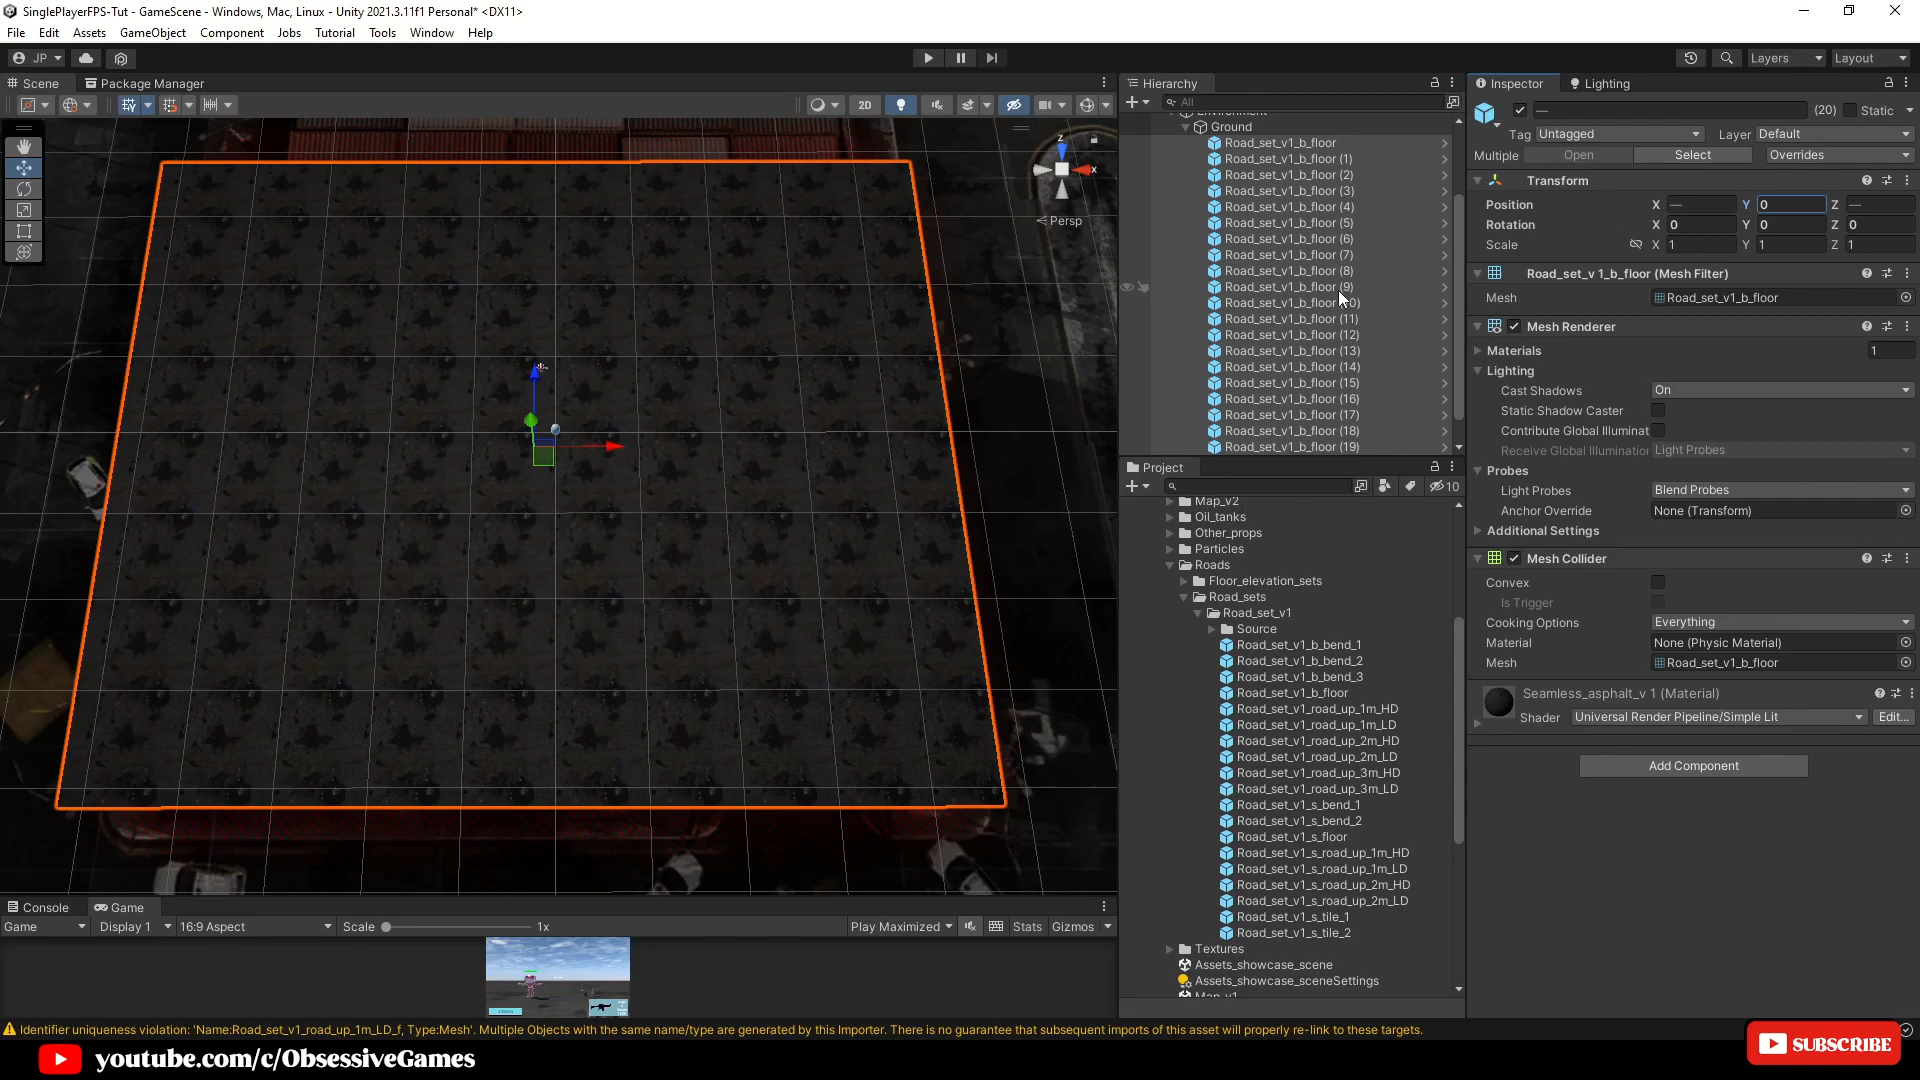 SinglePlayerFPS-Tut - GameScene - Windows, Mac, Linux - Unity 2021.3.11f1 Personal* <DX11>
File Edit Assets GameObject Component Jobs Tutorial Tools Window Help
JP Layers Layout
Scene Package Manager
2D
z
x
< Persp
Hierarchy
All
Ground
Road_set_v1_b_floor
Road_set_v1_b_floor (1)
Road_set_v1_b_floor (2)
Road_set_v1_b_floor (3)
Road_set_v1_b_floor (4)
Road_set_v1_b_floor (5)
Road_set_v1_b_floor (6)
Road_set_v1_b_floor (7)
Road_set_v1_b_floor (8)
Road_set_v1_b_floor (9)
Road_set_v1_b_floor
Road_set_v1_b_floor (11)
Road_set_v1_b_floor (12)
Road_set_v1_b_floor (13)
Road_set_v1_b_floor (14)
Road_set_v1_b_floor (15)
Road_set_v1_b_floor (16)
Road_set_v1_b_floor (17)
Road_set_v1_b_floor (18)
Road_set_v1_b_floor (19)
Project
10
Map_v2
Oil_tanks
Other_props
Particles
Roads
Floor_elevation_sets
Road_sets
Road_set_v1
Source
Road_set_v1_b_bend_1
Road_set_v1_b_bend_2
Road_set_v1_b_bend_3
Road_set_v1_b_floor
Road_set_v1_road_up_1m_HD
Road_set_v1_road_up_1m_LD
Road_set_v1_road_up_2m_HD
Road_set_v1_road_up_2m_LD
Road_set_v1_road_up_3m_HD
Road_set_v1_road_up_3m_LD
Road_set_v1_s_bend_1
Road_set_v1_s_bend_2
Road_set_v1_s_floor
Road_set_v1_s_road_up_1m_HD
Road_set_v1_s_road_up_1m_LD
Road_set_v1_s_road_up_2m_HD
Road_set_v1_s_road_up_2m_LD
Road_set_v1_s_tile_1
Road_set_v1_s_tile_2
Textures
Assets_showcase_scene
Assets_showcase_sceneSettings
Map_v1
Inspector Lighting
— (20) Static
Tag Untagged Layer Default
Multiple Open Select Overrides
Transform
Position X — Y 0 Z —
Rotation X 0 Y 0 Z 0
Scale X 1 Y 1 Z 1
Road_set_v 1_b_floor (Mesh Filter)
Mesh Road_set_v1_b_floor
Mesh Renderer
Materials 1
Lighting
Cast Shadows On
Static Shadow Caster
Contribute Global Illuminat
Receive Global Illumination Light Probes
Probes
Light Probes Blend Probes
Anchor Override None (Transform)
Additional Settings
Mesh Collider
Convex
Is Trigger
Cooking Options Everything
Material None (Physic Material)
Mesh Road_set_v1_b_floor
Seamless_asphalt_v 1 (Material)
Shader Universal Render Pipeline/Simple Lit Edit...
Add Component
Console Game
Game Display 1 16:9 Aspect Scale 1x Play Maximized Stats Gizmos
Identifier uniqueness violation: 'Name:Road_set_v1_road_up_1m_LD_f, Type:Mesh'. Multiple Objects with the same name/type are generated by this Importer. There is no guarantee that subsequent imports of this asset will properly re-link to these targets.
youtube.com/c/ObsessiveGames
SUBSCRIBE